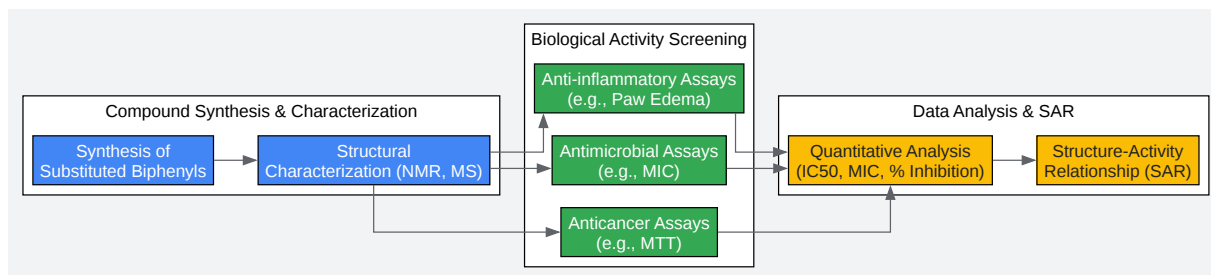 Compound Synthesis & Characterization
Synthesis of
Substituted Biphenyls
Structural
Characterization (NMR, MS)
Biological Activity Screening
Anti-inflammatory Assays
(e.g., Paw Edema)
Antimicrobial Assays
(e.g., MIC)
Anticancer Assays
(e.g., MTT)
Data Analysis & SAR
Quantitative Analysis
(IC50, MIC, % Inhibition)
Structure-Activity
Relationship (SAR)